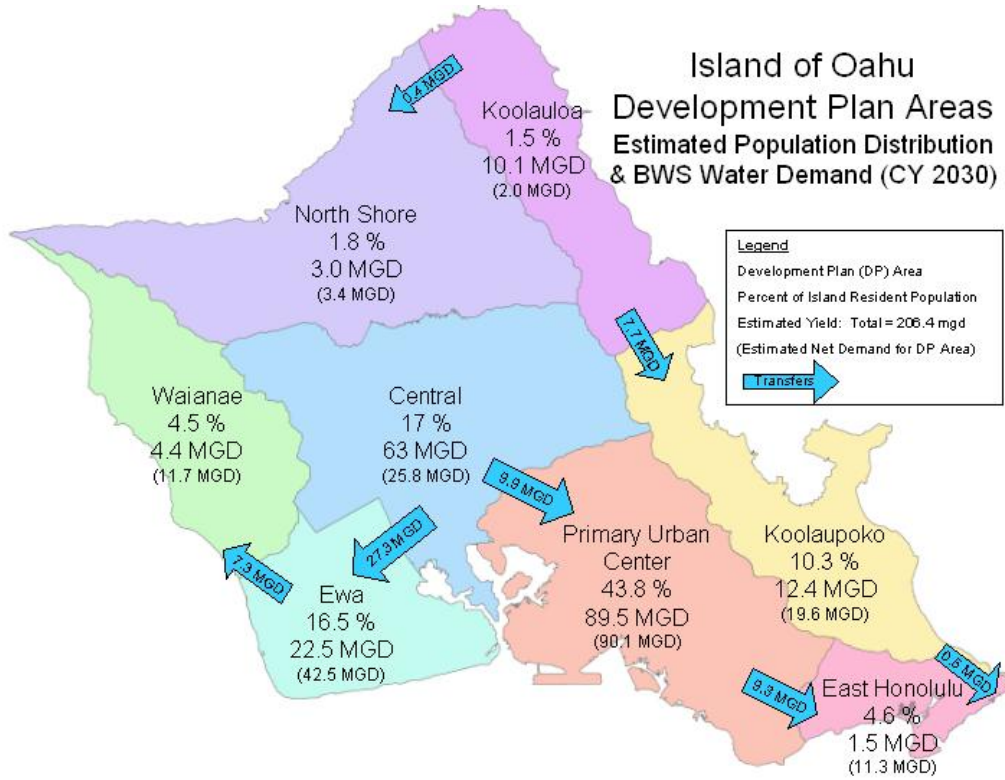 Island of Oahu
Development Plan Areas
Estimated Population Distribution
& BWS Water Demand (CY 2030)
Legend
Development Plan (DP) Area
Percent of Island Resident Population
Estimated Yield: Total = 206.4 mgd
(Estimated Net Demand for DP Area)
Transfers
0.4 MGD
Koolauloa
1.5 %
10.1 MGD
(2.0 MGD)
North Shore
1.8 %
3.0 MGD
(3.4 MGD)
7.7 MGD
Waianae
4.5 %
4.4 MGD
(11.7 MGD)
Central
17 %
63 MGD
(25.8 MGD)
9.9 MGD
27.3 MGD
7.3 MGD
Ewa
16.5 %
22.5 MGD
(42.5 MGD)
Primary Urban
Center
43.8 %
89.5 MGD
(90.1 MGD)
Koolaupoko
10.3 %
12.4 MGD
(19.6 MGD)
9.3 MGD
0.5 MGD
East Honolulu
4.6 %
1.5 MGD
(11.3 MGD)